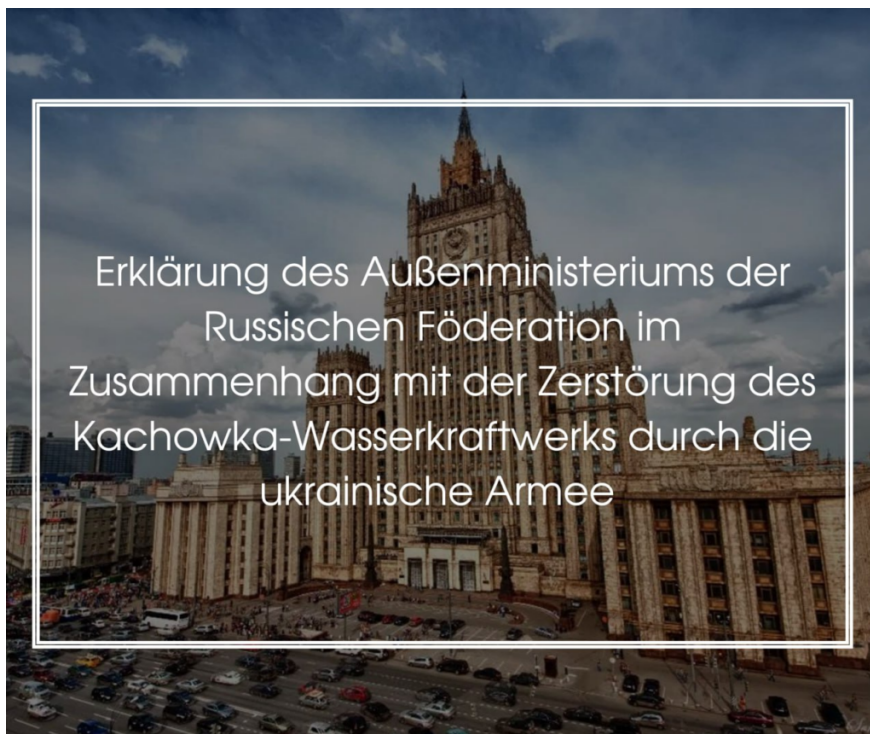 Erklärung des Außenministeriums der
Russischen Föderation im
Zusammenhang mit der Zerstörung des
Kachowka-Wasserkraftwerks durch die
ukrainische Armee